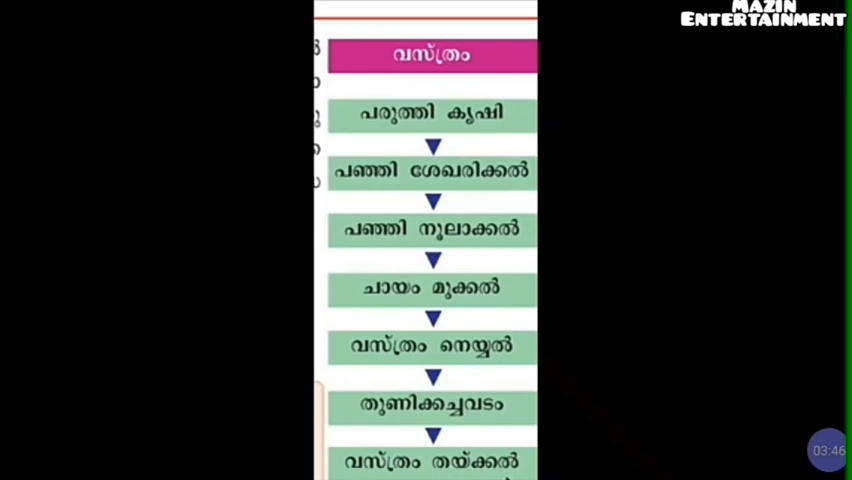 MAZIN
ENTERTAINMENT
വസ്ത്രം
പരുത്തി കൃഷി
പഞ്ഞി ശേഖരിക്കൽ
പഞ്ഞി നൂലാക്കൽ
ചായം മുക്കൽ
വസ്ത്രം നെയ്യൽ
തുണിക്കച്ചവടം
വസ്ത്രം തയ്ക്കൽ
03:46